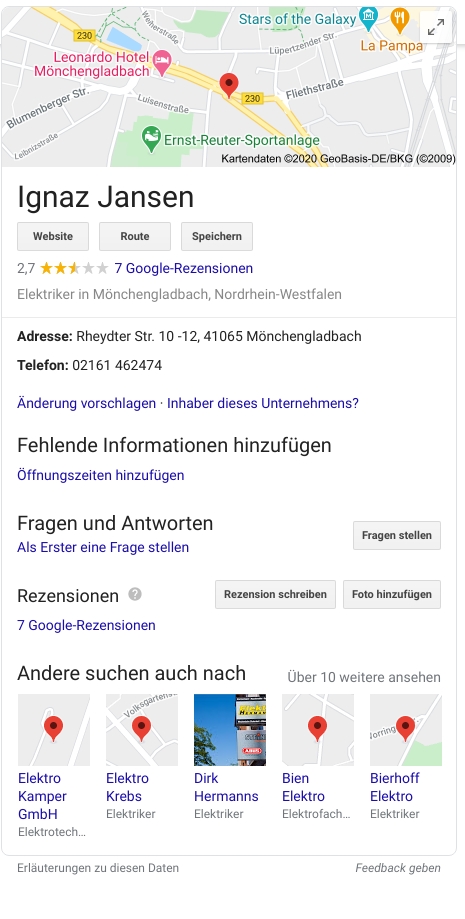 Stars of the Galaxy
Weiherstraße
230
La Pampa
Leonardo Hotel
Mönchengladbach
Lüpertzender Str.
Fliethstraße
230
Blumenberger Str.
Luisenstraße
Ernst-Reuter-Sportanlage
Leibnizstraße
Kartendaten ©2020 GeoBasis-DE/BKG (©2009)
Ignaz Jansen
Website Route Speichern
2,7 7 Google-Rezensionen
Elektriker in Mönchengladbach, Nordrhein-Westfalen
Adresse: Rheydter Str. 10 -12, 41065 Mönchengladbach
Telefon: 02161 462474
Änderung vorschlagen · Inhaber dieses Unternehmens?
Fehlende Informationen hinzufügen
Öffnungszeiten hinzufügen
Fragen und Antworten
Fragen stellen
Als Erster eine Frage stellen
Rezensionen ? Rezension schreiben Foto hinzufügen
7 Google-Rezensionen
Andere suchen auch nach Über 10 weitere ansehen
Volksgartenst
Norring
Elektro Kamper GmbH
Elektrotech...
Elektro Krebs
Elektriker
Dirk Hermanns
Elektriker
Bien Elektro
Elektrofach...
Bierhoff Elektro
Elektriker
Erläuterungen zu diesen Daten Feedback geben